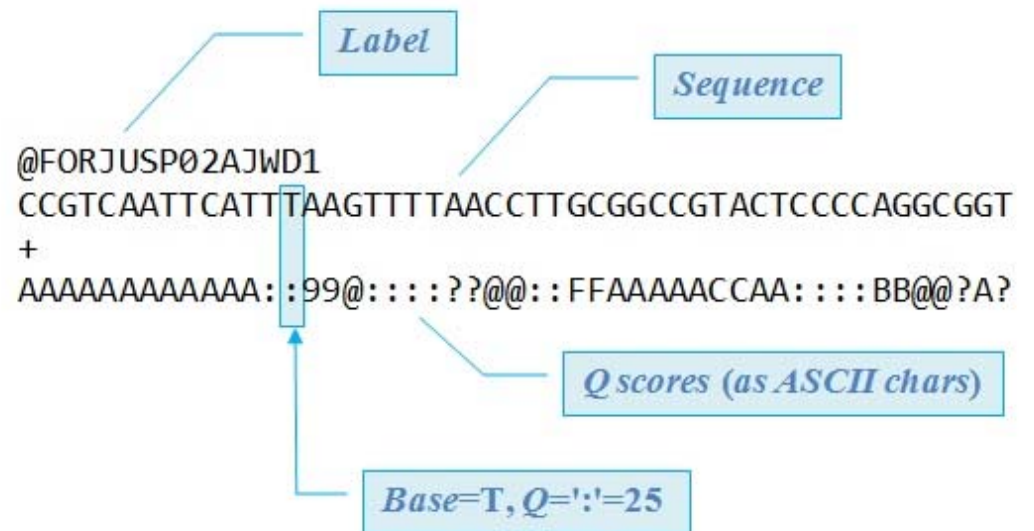 Label
Sequence
@FORJUSP02AJWD1
CCGTCAATTCATTTAAGTTTTAACCTTGCGGCCGTACTCCCCAGGCGGT
+
AAAAAAAAAAAA::99@::::??@@::FFAAAAACCAA::::BB@@?A?
Q scores (as ASCII chars)
Base=T, Q=':'=25